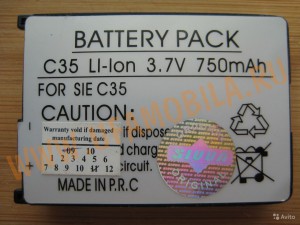 BATTERY PACK
C35 LI-Ion 3.7V 750mAh
FOR SIE C35
CAUTION:
Warranty void if damaged
manufacturing date
if dispose
09 10
1 2 3 4 5 6
7 8 9 10 11 12
d charg
circuit.
ORIGINAL
MADE IN P.R.C